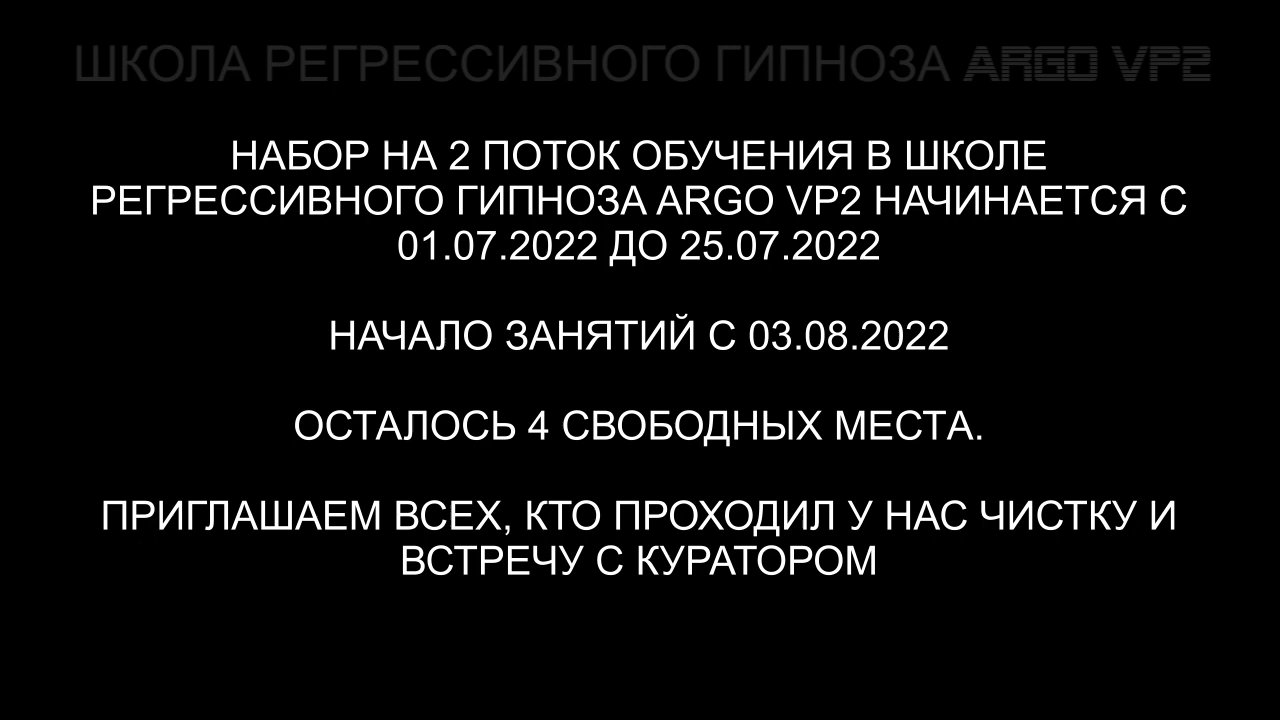 ШКОЛА РЕГРЕССИВНОГО ГИПНОЗА ARGO VP2
НАБОР НА 2 ПОТОК ОБУЧЕНИЯ В ШКОЛЕ
РЕГРЕССИВНОГО ГИПНОЗА ARGO VP2 НАЧИНАЕТСЯ С
01.07.2022 ДО 25.07.2022
НАЧАЛО ЗАНЯТИЙ С 03.08.2022
ОСТАЛОСЬ 4 СВОБОДНЫХ МЕСТА.
ПРИГЛАШАЕМ ВСЕХ, КТО ПРОХОДИЛ У НАС ЧИСТКУ И
ВСТРЕЧУ С КУРАТОРОМ